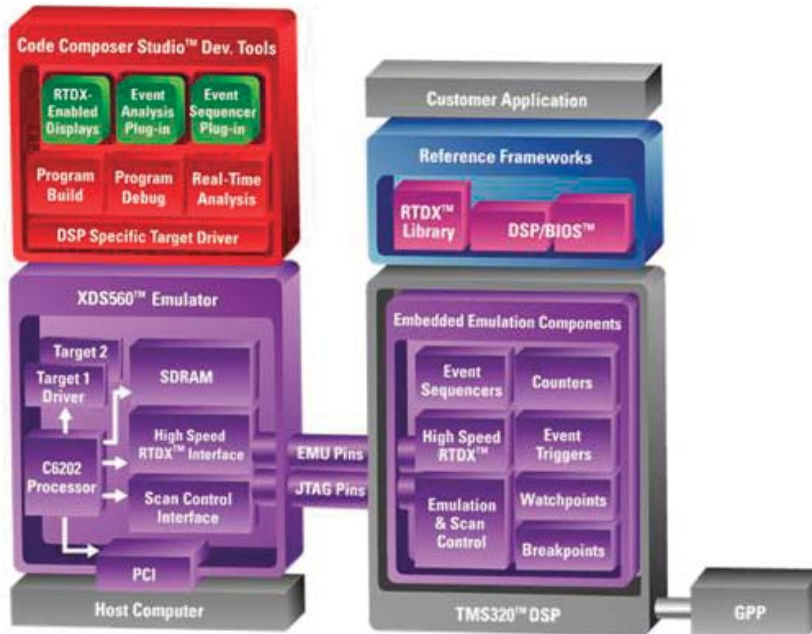 Code Composer Studio™ Dev. Tools
RTDX-
Enabled
Displays
Event
Analysis
Plug-in
Event
Sequencer
Plug-in
Program
Build
Program
Debug
Real-Time
Analysis
DSP Specific Target Driver
XDS560™ Emulator
Target 2
Target 1
Driver
SDRAM
C6202
Processor
High Speed
RTDX™ Interface
Scan Control
Interface
PCI
Host Computer
EMU Pins
JTAG Pins
Customer Application
Reference Frameworks
RTDX™
Library
DSP/BIOS™
Embedded Emulation Components
Event
Sequencers
Counters
High Speed
RTDX™
Event
Triggers
Emulation
& Scan
Control
Watchpoints
Breakpoints
TMS320™ DSP
GPP